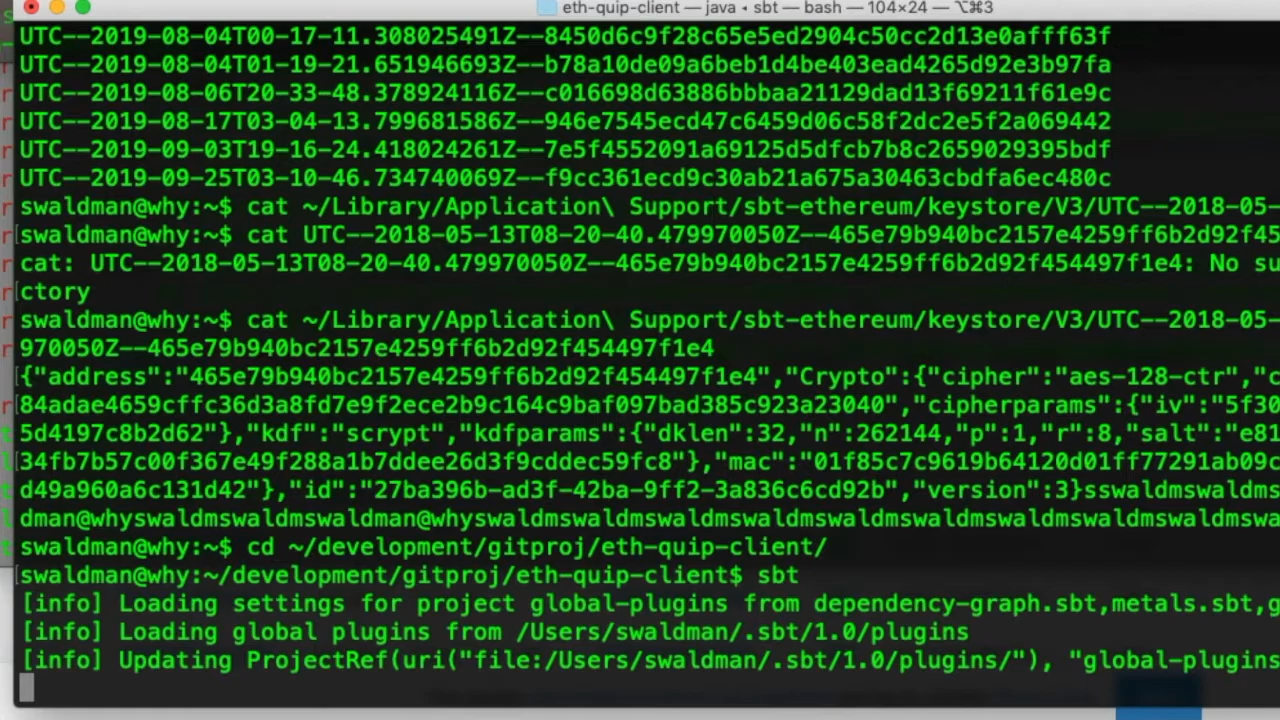 eth-quip-client — java ◂ sbt — bash — 104×24 — ⌥⌘3
UTC--2019-08-04T00-17-11.308025491Z--8450d6c9f28c65e5ed2904c50cc2d13e0afff63f
UTC--2019-08-04T01-19-21.651946693Z--b78a10de09a6beb1d4be403ead4265d92e3b97fa
UTC--2019-08-06T20-33-48.378924116Z--c016698d63886bbbaa21129dad13f69211f61e9c
UTC--2019-08-17T03-04-13.799681586Z--946e7545ecd47c6459d06c58f2dc2e5f2a069442
UTC--2019-09-03T19-16-24.418024261Z--7e5f4552091a69125d5dfcb7b8c2659029395bdf
UTC--2019-09-25T03-10-46.734740069Z--f9cc361ecd9c30ab21a675a30463cbdfa6ec480c
swaldman@why:~$ cat ~/Library/Application\ Support/sbt-ethereum/keystore/V3/UTC--2018-05-
swaldman@why:~$ cat UTC--2018-05-13T08-20-40.479970050Z--465e79b940bc2157e4259ff6b2d92f45
cat: UTC--2018-05-13T08-20-40.479970050Z--465e79b940bc2157e4259ff6b2d92f454497f1e4: No su
ctory
swaldman@why:~$ cat ~/Library/Application\ Support/sbt-ethereum/keystore/V3/UTC--2018-05-
970050Z--465e79b940bc2157e4259ff6b2d92f454497f1e4
{"address":"465e79b940bc2157e4259ff6b2d92f454497f1e4","Crypto":{"cipher":"aes-128-ctr","c
84adae4659cffc36d3a8fd7e9f2ece2b9c164c9baf097bad385c923a23040","cipherparams":{"iv":"5f30
5d4197c8b2d62"},"kdf":"scrypt","kdfparams":{"dklen":32,"n":262144,"p":1,"r":8,"salt":"e81
34fb7b57c00f367e49f288a1b7ddee26d3f9cddec59fc8"},"mac":"01f85c7c9619b64120d01ff77291ab09c
d49a960a6c131d42"},"id":"27ba396b-ad3f-42ba-9ff2-3a836c6cd92b","version":3}sswaldmswaldms
dman@whyswaldmswaldmswaldman@whyswaldmswaldmswaldmswaldmswaldmswaldmswaldmswaldmswaldmswa
swaldman@why:~$ cd ~/development/gitproj/eth-quip-client/
swaldman@why:~/development/gitproj/eth-quip-client$ sbt
[info] Loading settings for project global-plugins from dependency-graph.sbt,metals.sbt,g
[info] Loading global plugins from /Users/swaldman/.sbt/1.0/plugins
[info] Updating ProjectRef(uri("file:/Users/swaldman/.sbt/1.0/plugins/"), "global-plugins